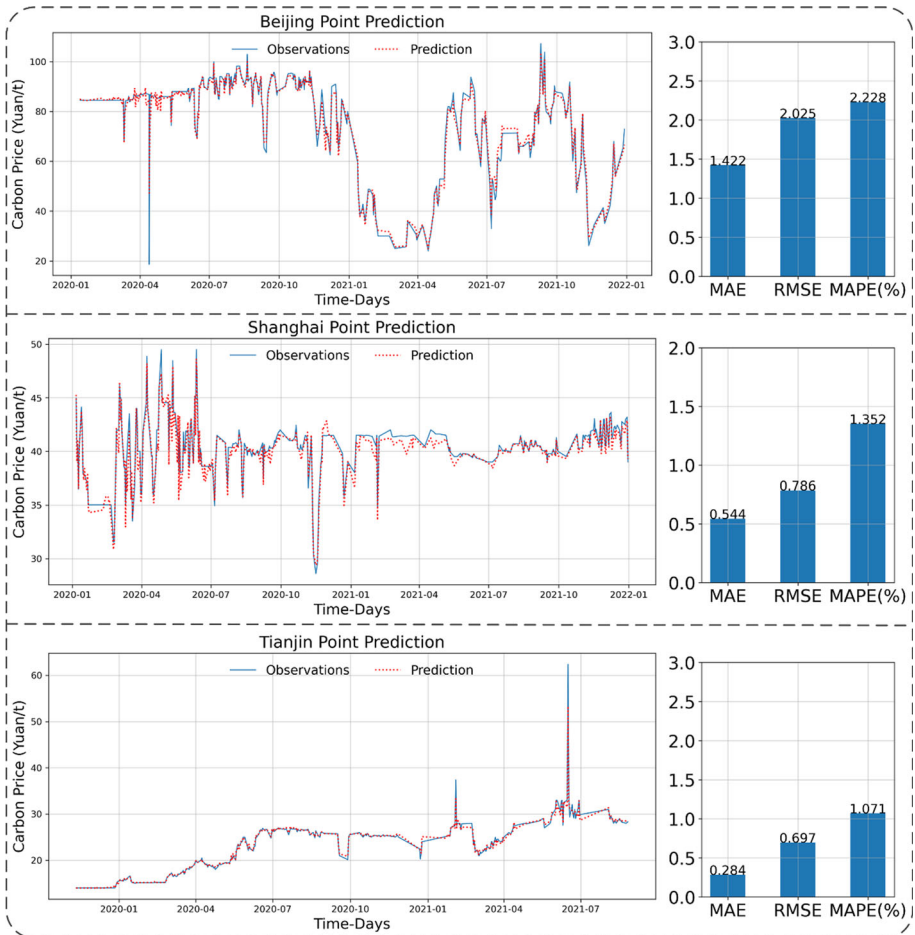 Beijing Point Prediction
Observations Prediction
Carbon Price (Yuan/t)
100
80
60
40
20
2020-01 2020-04 2020-07 2020-10 2021-01 2021-04 2021-07 2021-10 2022-01
Time-Days
3.0
2.5
2.0
1.5
1.0
0.5
0.0
1.422
2.025
2.228
MAE RMSE MAPE(%)
Shanghai Point Prediction
Observations Prediction
Carbon Price (Yuan/t)
50
45
40
35
30
2020-01 2020-04 2020-07 2020-10 2021-01 2021-04 2021-07 2021-10 2022-01
Time-Days
2.0
1.5
1.0
0.5
0.0
0.544
0.786
1.352
MAE RMSE MAPE(%)
Tianjin Point Prediction
Observations Prediction
Carbon Price (Yuan/t)
60
50
40
30
20
2020-01 2020-04 2020-07 2020-10 2021-01 2021-04 2021-07
Time-Days
3.0
2.5
2.0
1.5
1.0
0.5
0.0
0.284
0.697
1.071
MAE RMSE MAPE(%)